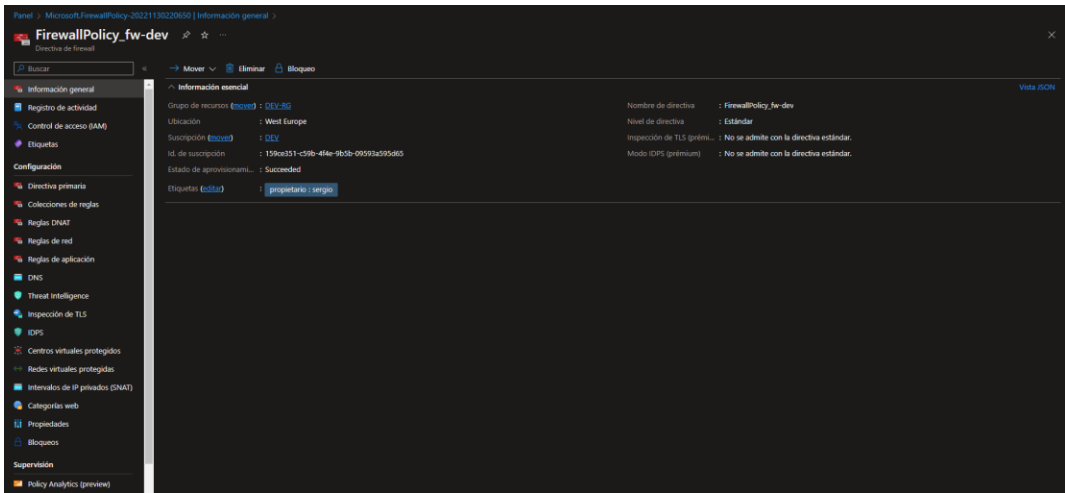 Panel > Microsoft.FirewallPolicy-20221130220650 | Información general >
FirewallPolicy_fw-dev
Directiva de firewall
Buscar
Mover
Eliminar
Bloqueo
Información general
Registro de actividad
Control de acceso (IAM)
Etiquetas
Configuración
Directiva primaria
Colecciones de reglas
Reglas DNAT
Reglas de red
Reglas de aplicación
DNS
Threat Intelligence
Inspección de TLS
IDPS
Centros virtuales protegidos
Redes virtuales protegidas
Intervalos de IP privados (SNAT)
Categorías web
Propiedades
Bloqueos
Supervisión
Policy Analytics (preview)
Información esencial
Vista JSON
Grupo de recursos (mover) : DEV-RG
Ubicación : West Europe
Suscripción (mover) : DEV
Id. de suscripción : 159ce351-c59b-4f4e-9b5b-09593a595d65
Estado de aprovisionami... : Succeeded
Etiquetas (editar) : propietario : sergio
Nombre de directiva : FirewallPolicy_fw-dev
Nivel de directiva : Estándar
Inspección de TLS (prémi... : No se admite con la directiva estándar.
Modo IDPS (prémium) : No se admite con la directiva estándar.